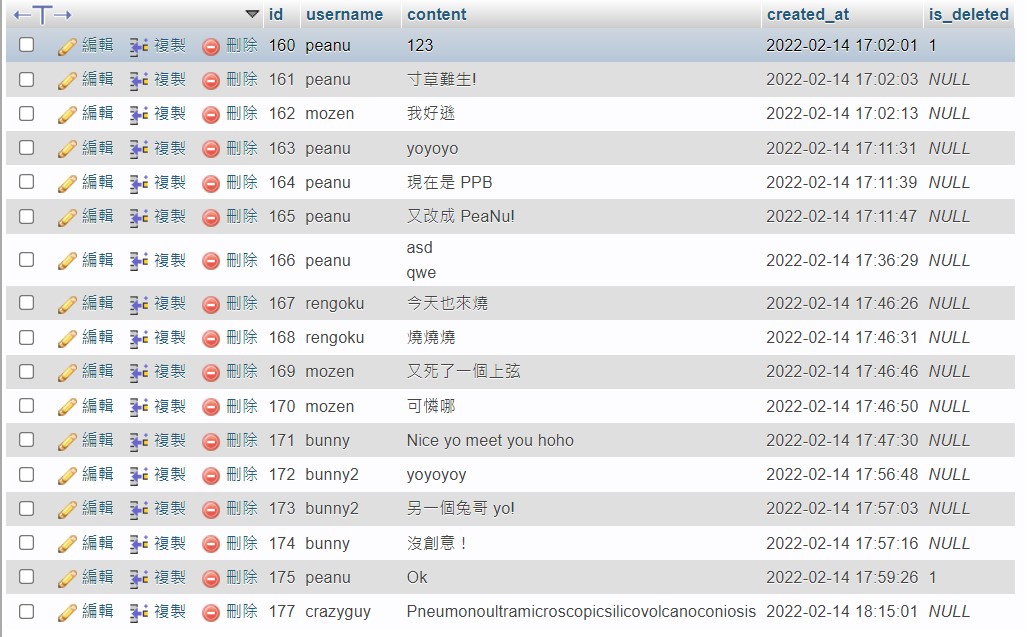 ←T→ id username content created_at is_deleted
編輯 複製 刪除 160 peanu 123 2022-02-14 17:02:01 1
編輯 複製 刪除 161 peanu 寸草難生! 2022-02-14 17:02:03 NULL
編輯 複製 刪除 162 mozen 我好遜 2022-02-14 17:02:13 NULL
編輯 複製 刪除 163 peanu yoyoyo 2022-02-14 17:11:31 NULL
編輯 複製 刪除 164 peanu 現在是 PPB 2022-02-14 17:11:39 NULL
編輯 複製 刪除 165 peanu 又改成 PeaNu! 2022-02-14 17:11:47 NULL
編輯 複製 刪除 166 peanu asd 2022-02-14 17:36:29 NULL
qwe
編輯 複製 刪除 167 rengoku 今天也來燒 2022-02-14 17:46:26 NULL
編輯 複製 刪除 168 rengoku 燒燒燒 2022-02-14 17:46:31 NULL
編輯 複製 刪除 169 mozen 又死了一個上弦 2022-02-14 17:46:46 NULL
編輯 複製 刪除 170 mozen 可憐哪 2022-02-14 17:46:50 NULL
編輯 複製 刪除 171 bunny Nice yo meet you hoho 2022-02-14 17:47:30 NULL
編輯 複製 刪除 172 bunny2 yoyoyoy 2022-02-14 17:56:48 NULL
編輯 複製 刪除 173 bunny2 另一個兔哥 yo! 2022-02-14 17:57:03 NULL
編輯 複製 刪除 174 bunny 沒創意！ 2022-02-14 17:57:16 NULL
編輯 複製 刪除 175 peanu Ok 2022-02-14 17:59:26 1
編輯 複製 刪除 177 crazyguy Pneumonoultramicroscopicsilicovolcanoconiosis 2022-02-14 18:15:01 NULL